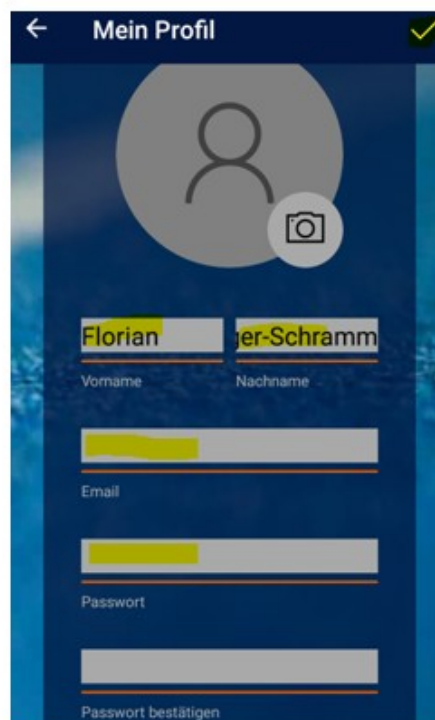 Mein Profil
Florian ger-Schramm
Vorname Nachname
Email
Passwort
Passwort bestätigen